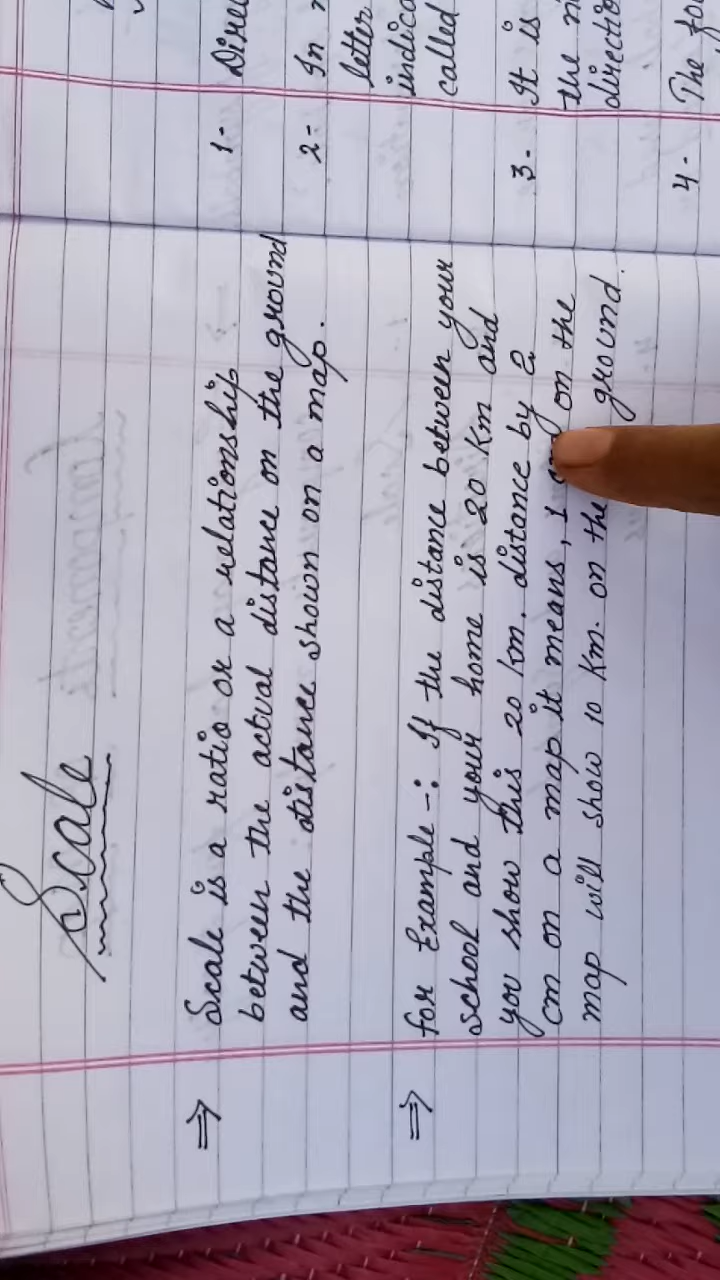 Scale
⇒ Scale is a ratio or a relationship
between the actual distance on the ground
and the distance shown on a map.
⇒ for Example -: If the distance between your
school and your home is 20 Km and
you show this 20 km. distance by 2
cm on a map it means, 1 on the
map will show 10 Km. on the ground.
1- Direc
2- In
letter
indica
called
3- It is
the
directio
4- The